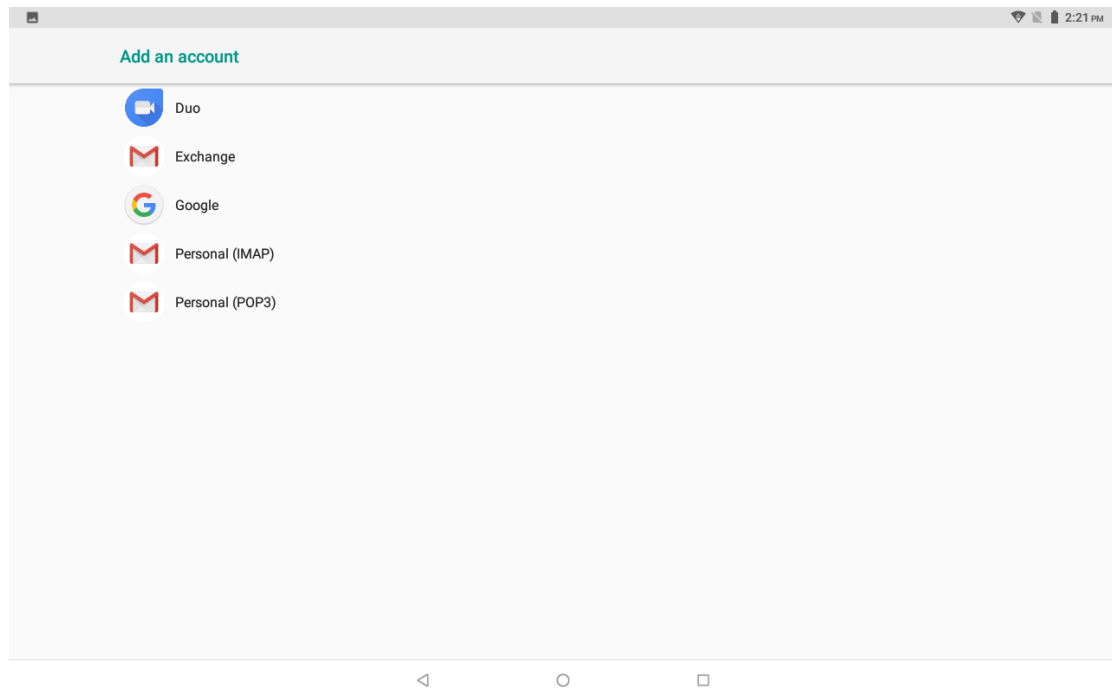 2:21 PM
Add an account
Duo
Exchange
Google
Personal (IMAP)
Personal (POP3)